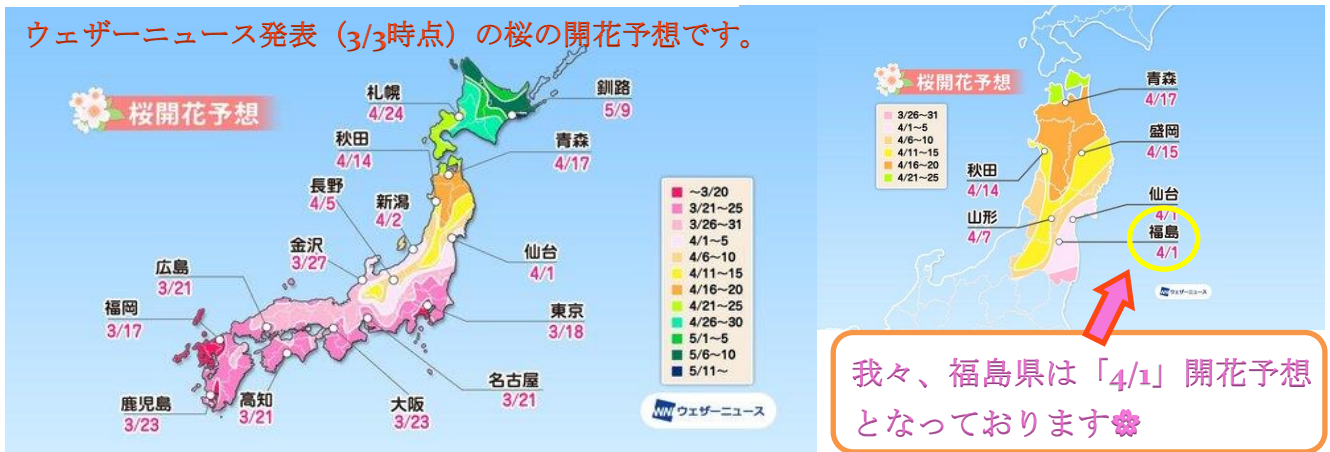 ウェザーニュース発表（3/3時点）の桜の開花予想です。
桜開花予想
札幌
4/24
釧路
5/9
秋田
4/14
青森
4/17
長野
4/5
新潟
4/2
金沢
3/27
仙台
4/1
広島
3/21
福岡
3/17
東京
3/18
名古屋
3/21
鹿児島
3/23
高知
3/21
大阪
3/23
～3/20
3/21～25
3/26～31
4/1～5
4/6～10
4/11～15
4/16～20
4/21～25
4/26～30
5/1～5
5/6～10
5/11～
ウェザーニュース
桜開花予想
3/26～31
4/1～5
4/6～10
4/11～15
4/16～20
4/21～25
青森
4/17
盛岡
4/15
秋田
4/14
仙台
4/1
山形
4/7
福島
4/1
ウェザーニュース
我々、福島県は「4/1」開花予想
となっております🌸